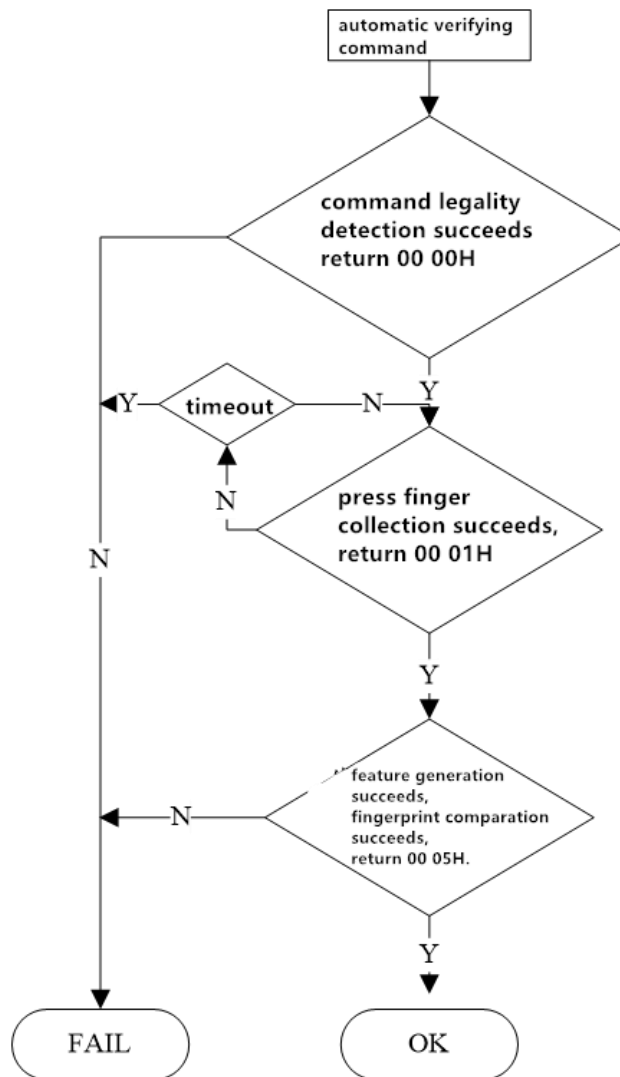 automatic verifying
command
command legality
detection succeeds
return 00 00H
Y
Y
timeout
N
N
press finger
collection succeeds,
return 00 01H
N
Y
feature generation
succeeds,
fingerprint comparation
succeeds,
return 00 05H.
N
Y
FAIL
OK